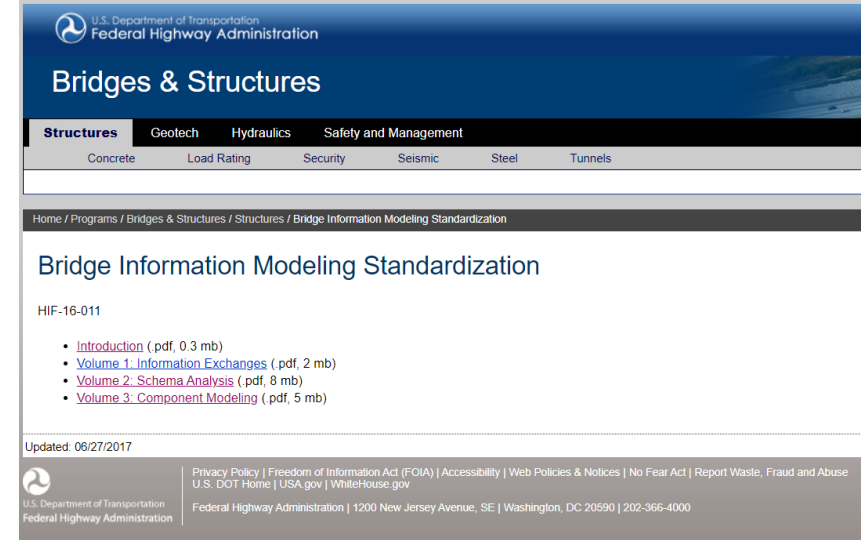 U.S. Department of Transportation
Federal Highway Administration
Bridges & Structures
Structures Geotech Hydraulics Safety and Management
Concrete Load Rating Security Seismic Steel Tunnels
Home / Programs / Bridges & Structures / Structures / Bridge Information Modeling Standardization
Bridge Information Modeling Standardization
HIF-16-011
• Introduction (.pdf, 0.3 mb)
• Volume 1: Information Exchanges (.pdf, 2 mb)
• Volume 2: Schema Analysis (.pdf, 8 mb)
• Volume 3: Component Modeling (.pdf, 5 mb)
Updated: 06/27/2017
U.S. Department of Transportation
Federal Highway Administration
Privacy Policy | Freedom of Information Act (FOIA) | Accessibility | Web Policies & Notices | No Fear Act | Report Waste, Fraud and Abuse
U.S. DOT Home | USA.gov | WhiteHouse.gov
Federal Highway Administration | 1200 New Jersey Avenue, SE | Washington, DC 20590 | 202-366-4000